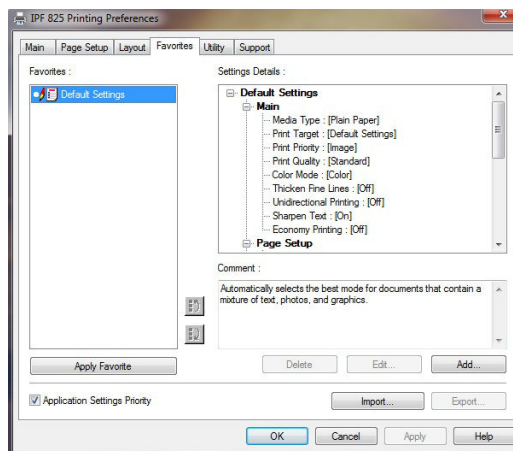 IPF 825 Printing Preferences
Main Page Setup Layout Favorites Utility Support
Favorites :
Default Settings
Apply Favorite
Settings Details :
Default Settings
Main
Media Type : [Plain Paper]
Print Target : [Default Settings]
Print Priority : [Image]
Print Quality : [Standard]
Color Mode : [Color]
Thicken Fine Lines : [Off]
Unidirectional Printing : [Off]
Sharpen Text : [On]
Economy Printing : [Off]
Page Setup
Comment :
Automatically selects the best mode for documents that contain a
mixture of text, photos, and graphics.
Delete Edit... Add...
Application Settings Priority
Import... Export...
OK Cancel Apply Help